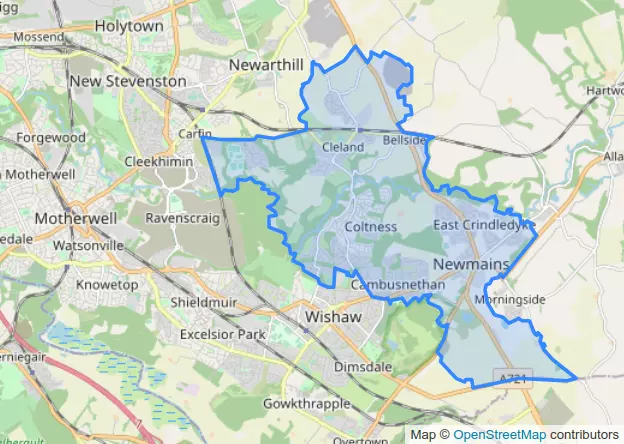 Holytown
Mossend
Newarthill
New Stevenston
Hartwo
Forgewood
Carfin
Cleland
Bellside
Cleekhimin
Alla
n Motherwell
Motherwell
Ravenscraig
Coltness
East Crindledyke
edale
Watsonville
Newmains
Knowetop
Cambusnethan
Morningside
Shieldmuir
Wishaw
Excelsior Park
erniegair
Dimsdale
A721
Gowkthrapple
Overtown
Map © OpenStreetMap contributors